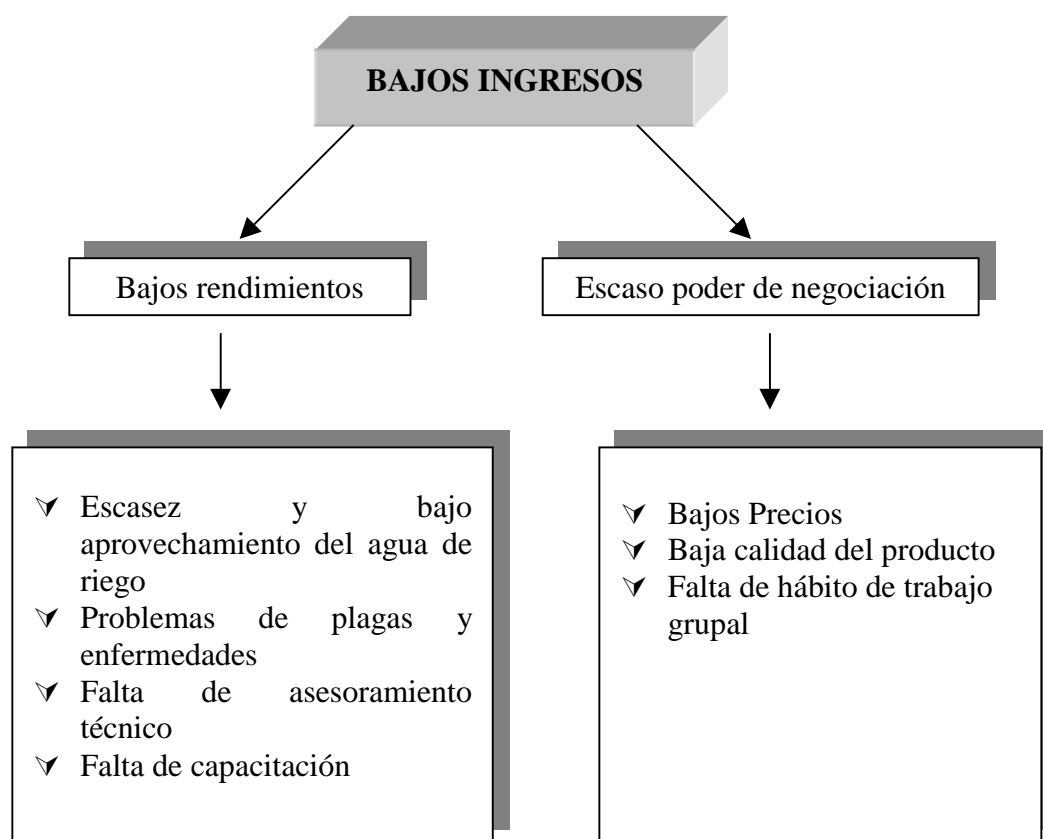 BAJOS INGRESOS
Bajos rendimientos
Escaso poder de negociación
Escasez y bajo
aprovechamiento del agua de
riego
Problemas de plagas y
enfermedades
Falta de asesoramiento
técnico
Falta de capacitación
Bajos Precios
Baja calidad del producto
Falta de hábito de trabajo
grupal